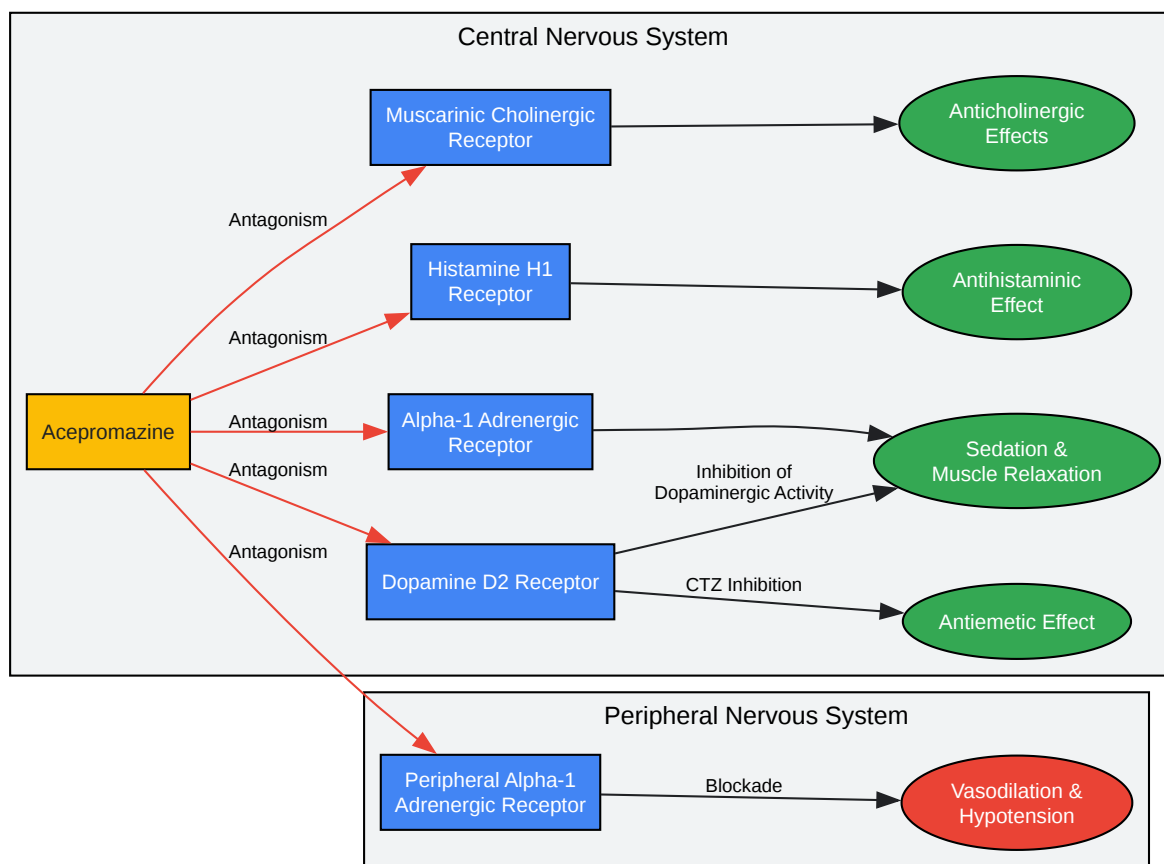 Central Nervous System
Muscarinic Cholinergic
Receptor
Anticholinergic
Effects
Antagonism
Histamine H1
Receptor
Antihistaminic
Effect
Antagonism
Acepromazine
Antagonism
Alpha-1 Adrenergic
Receptor
Sedation &
Muscle Relaxation
Antagonism
Inhibition of
Dopaminergic Activity
Antagonism
Dopamine D2 Receptor
CTZ Inhibition
Antiemetic Effect
Peripheral Nervous System
Peripheral Alpha-1
Adrenergic Receptor
Blockade
Vasodilation &
Hypotension